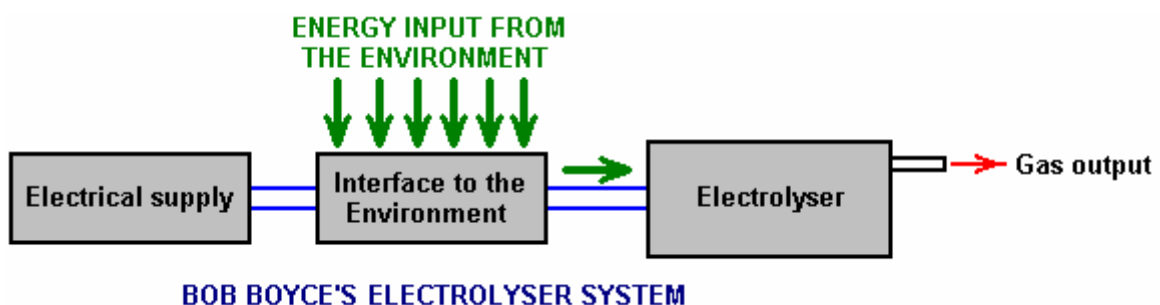 ENERGY INPUT FROM
THE ENVIRONMENT
Electrical supply
Interface to the
Environment
Electrolyser
Gas output
BOB BOYCE'S ELECTROLYSER SYSTEM